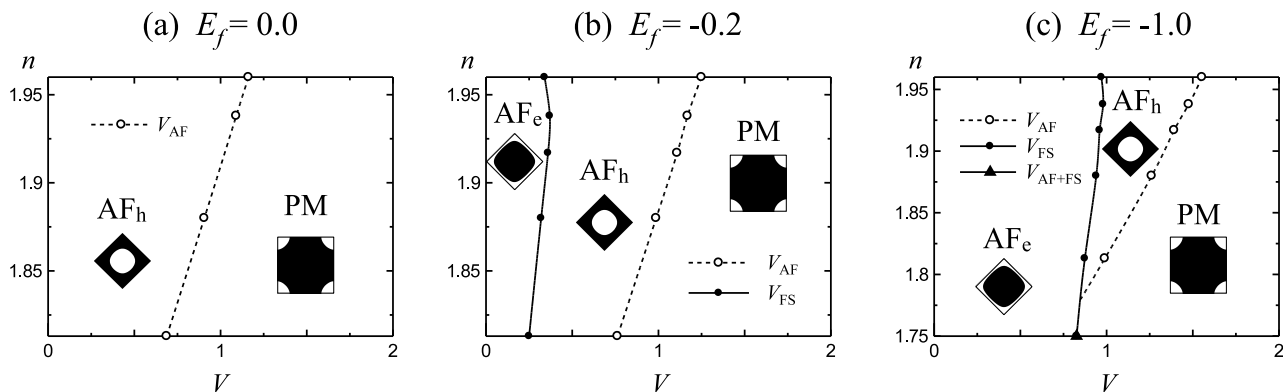 (a) E_f = 0.0
n
1.95
1.9
1.85
0
1
2
V
V_AF
AF_h
PM
(b) E_f = -0.2
n
1.95
1.9
1.85
0
1
2
V
AF_e
AF_h
PM
V_AF
V_FS
(c) E_f = -1.0
n
1.95
1.9
1.85
1.8
1.75
0
1
2
V
V_AF
V_FS
V_AF+FS
AF_h
AF_e
PM